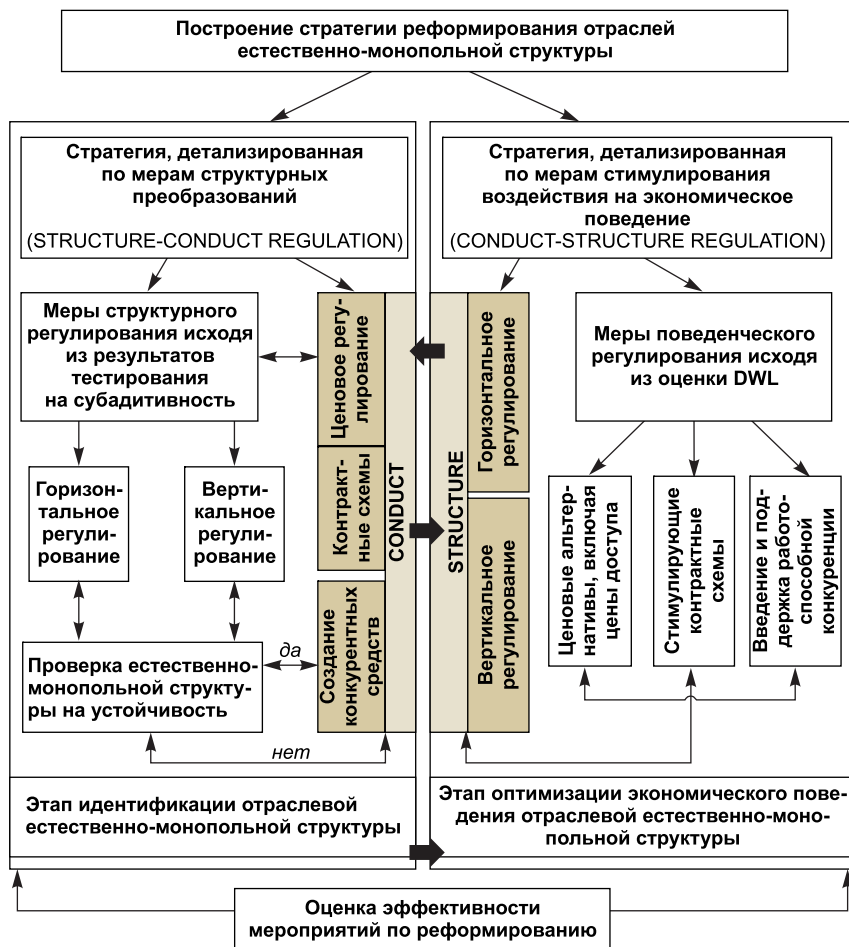 Построение стратегии реформирования отраслей
естественно-монопольной структуры
Стратегия, детализированная
по мерам структурных
преобразований
(STRUCTURE-CONDUCT REGULATION)
Стратегия, детализированная
по мерам стимулирования
воздействия на экономическое
поведение
(CONDUCT-STRUCTURE REGULATION)
Меры структурного
регулирования исходя
из результатов
тестирования
на субадитивность
Ценовое регу-
лирование
Контракт-
ные схемы
Создание
конкурентных
средств
CONDUCT
STRUCTURE
Горизонтальное
регулирование
Вертикальное
регулирование
Меры поведенческого
регулирования исходя
из оценки DWL
Горизон-
тальное
регули-
рование
Верти-
кальное
регули-
рование
Ценовые альтер-
нативы, включая
цены доступа
Стимулирующие
контрактные
схемы
Введение и под-
держка работо-
способной
конкуренции
Проверка естественно-
монопольной структу-
ры на устойчивость
да
нет
Этап идентификации отраслевой
естественно-монопольной структуры
Этап оптимизации экономического пове-
дения отраслевой естественно-моно-
польной структуры
Оценка эффективности
мероприятий по реформированию